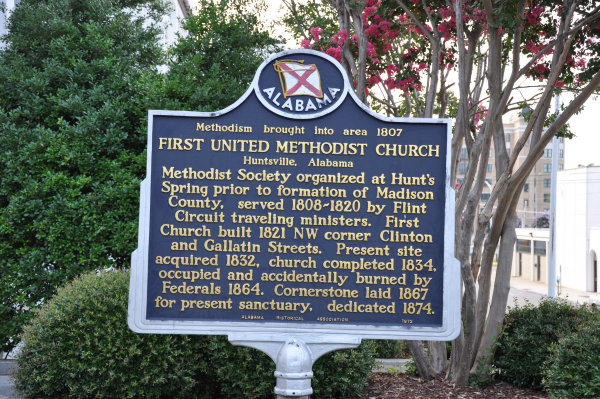 ALABAMA
Methodism brought into area 1807
FIRST UNITED METHODIST CHURCH
Huntsville, Alabama
Methodist Society organized at Hunt's
Spring prior to formation of Madison
County, served 1808-1820 by Flint
Circuit traveling ministers. First
Church built 1821 NW corner Clinton
and Gallatin Streets. Present site
acquired 1832, church completed 1834,
occupied and accidentally burned by
Federals 1864. Cornerstone laid 1867
for present sanctuary, dedicated 1874.
ALABAMA HISTORICAL ASSOCIATION